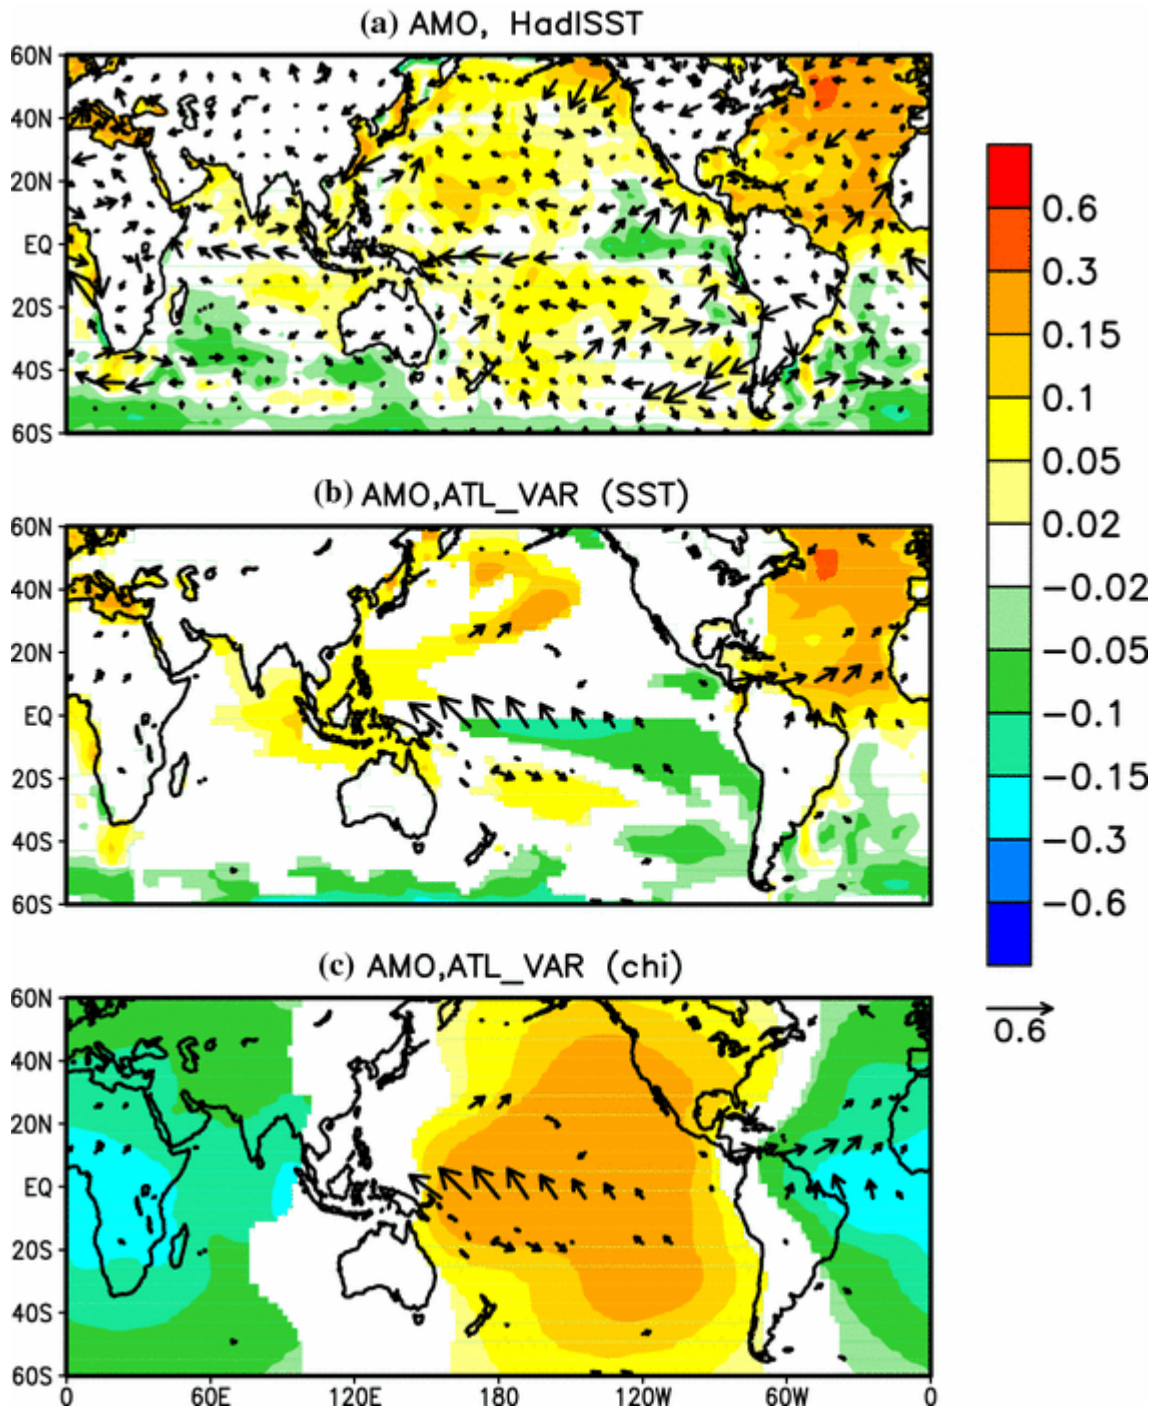 (a) AMO, HadISST
60N
40N
20N
EQ
20S
40S
60S
(b) AMO,ATL_VAR (SST)
60N
40N
20N
EQ
20S
40S
60S
(c) AMO,ATL_VAR (chi)
60N
40N
20N
EQ
20S
40S
60S
0 60E 120E 180 120W 60W 0
0.6
0.3
0.15
0.1
0.05
0.02
−0.02
−0.05
−0.1
−0.15
−0.3
−0.6
0.6